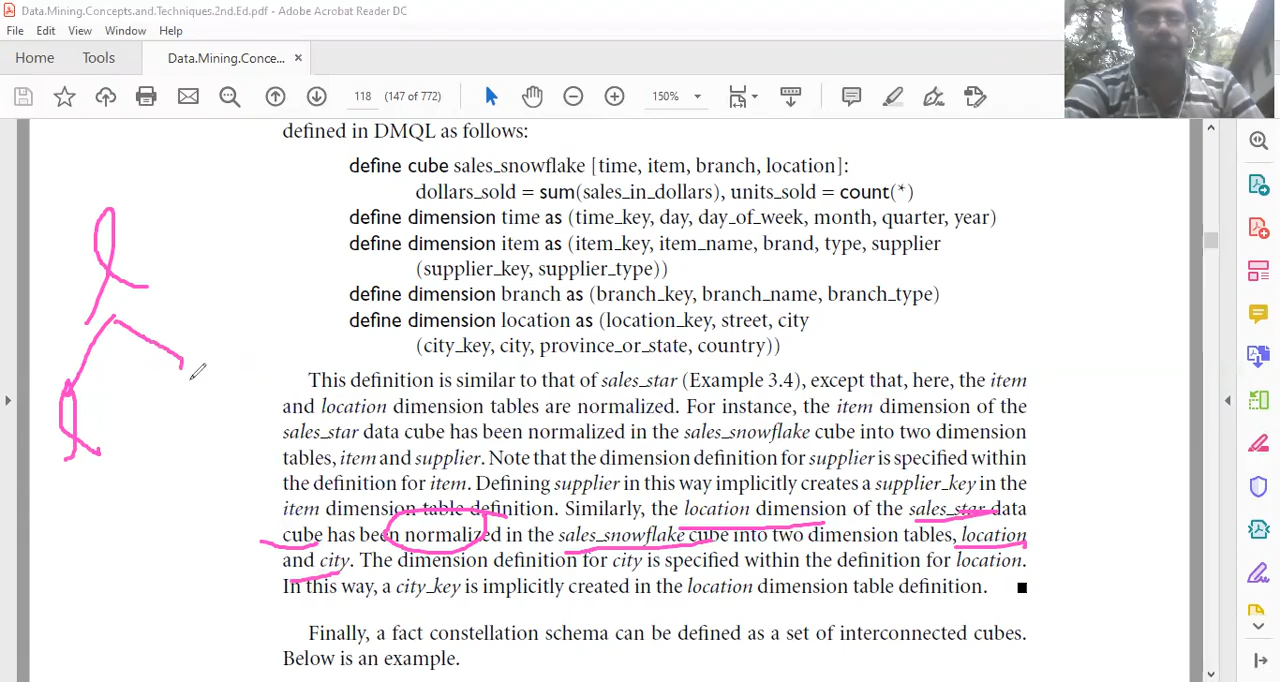 Data.Mining.Concepts.and.Techniques.2nd.Ed.pdf - Adobe Acrobat Reader DC
File Edit View Window Help
Home Tools Data.Mining.Conce... ×
118 (147 of 772) 150%
defined in DMQL as follows:
define cube sales_snowflake [time, item, branch, location]:
dollars_sold = sum(sales_in_dollars), units_sold = count(*)
define dimension time as (time_key, day, day_of_week, month, quarter, year)
define dimension item as (item_key, item_name, brand, type, supplier
(supplier_key, supplier_type))
define dimension branch as (branch_key, branch_name, branch_type)
define dimension location as (location_key, street, city
(city_key, city, province_or_state, country))
This definition is similar to that of sales_star (Example 3.4), except that, here, the item
and location dimension tables are normalized. For instance, the item dimension of the
sales_star data cube has been normalized in the sales_snowflake cube into two dimension
tables, item and supplier. Note that the dimension definition for supplier is specified within
the definition for item. Defining supplier in this way implicitly creates a supplier_key in the
item dimension table definition. Similarly, the location dimension of the sales_star data
cube has been normalized in the sales_snowflake cube into two dimension tables, location
and city. The dimension definition for city is specified within the definition for location.
In this way, a city_key is implicitly created in the location dimension table definition.
Finally, a fact constellation schema can be defined as a set of interconnected cubes.
Below is an example.